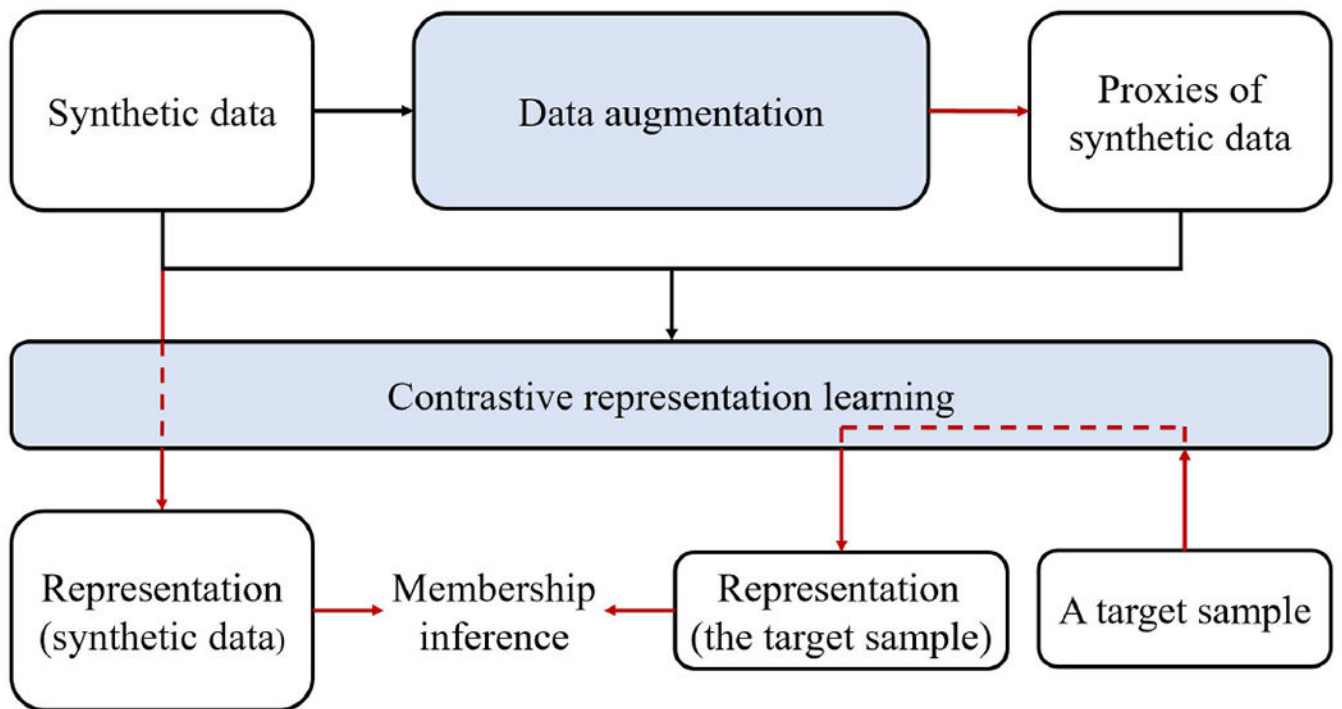 Synthetic data
Data augmentation
Proxies of
synthetic data
Contrastive representation learning
Representation
(synthetic data)
Membership
inference
Representation
(the target sample)
A target sample